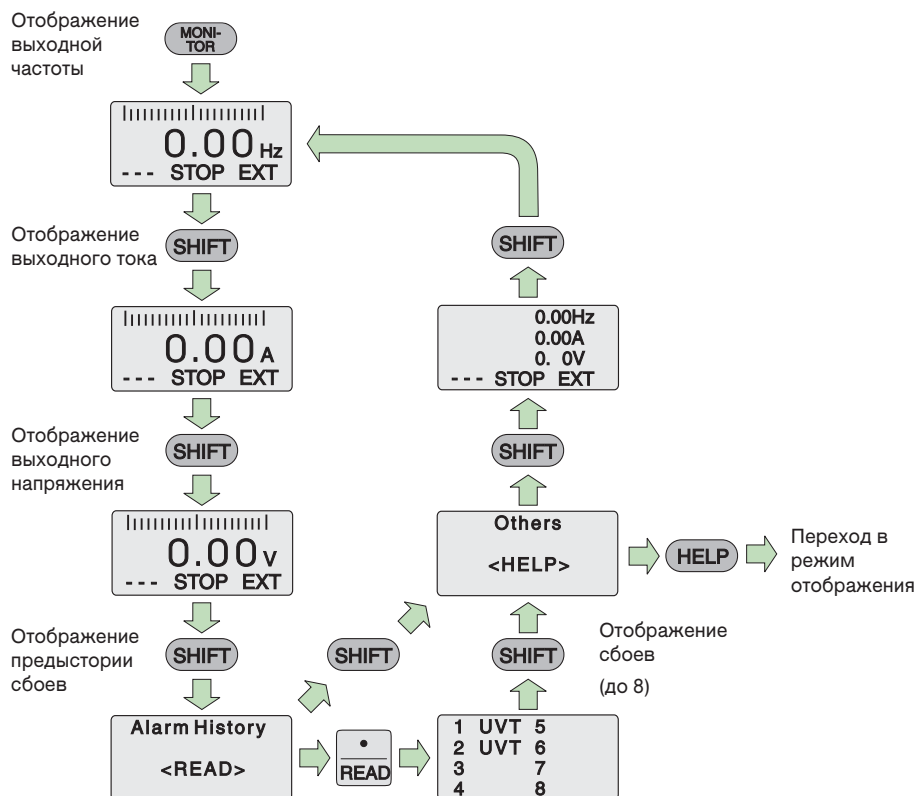 Отображение
выходной
частоты
MONI-
TOR
0.00 Hz
--- STOP EXT
Отображение
выходного тока
SHIFT
0.00 A
--- STOP EXT
Отображение
выходного
напряжения
SHIFT
0.00 V
--- STOP EXT
Отображение
предыстории
сбоев
SHIFT
Alarm History
<READ>
SHIFT
READ
1 UVT 5
2 UVT 6
3 7
4 8
SHIFT
Отображение
сбоев
(до 8)
Others
<HELP>
HELP
Переход в
режим
отображения
SHIFT
0.00Hz
0.00A
0. 0V
--- STOP EXT
SHIFT